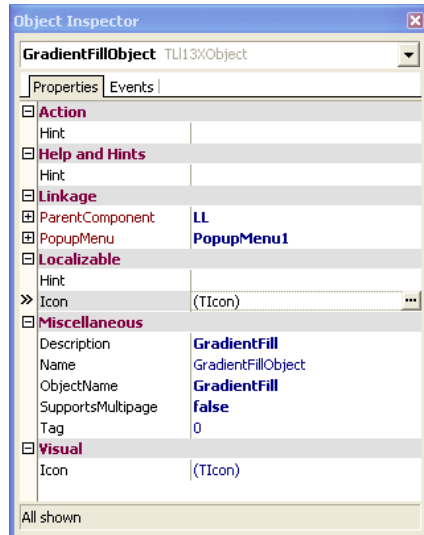 Object Inspector
GradientFillObject TLl13XObject
Properties Events
Action
Hint
Help and Hints
Hint
Linkage
ParentComponent LL
PopupMenu PopupMenu1
Localizable
Hint
Icon (TIcon) ...
Miscellaneous
Description GradientFill
Name GradientFillObject
ObjectName GradientFill
SupportsMultipage false
Tag 0
Visual
Icon (TIcon)
All shown